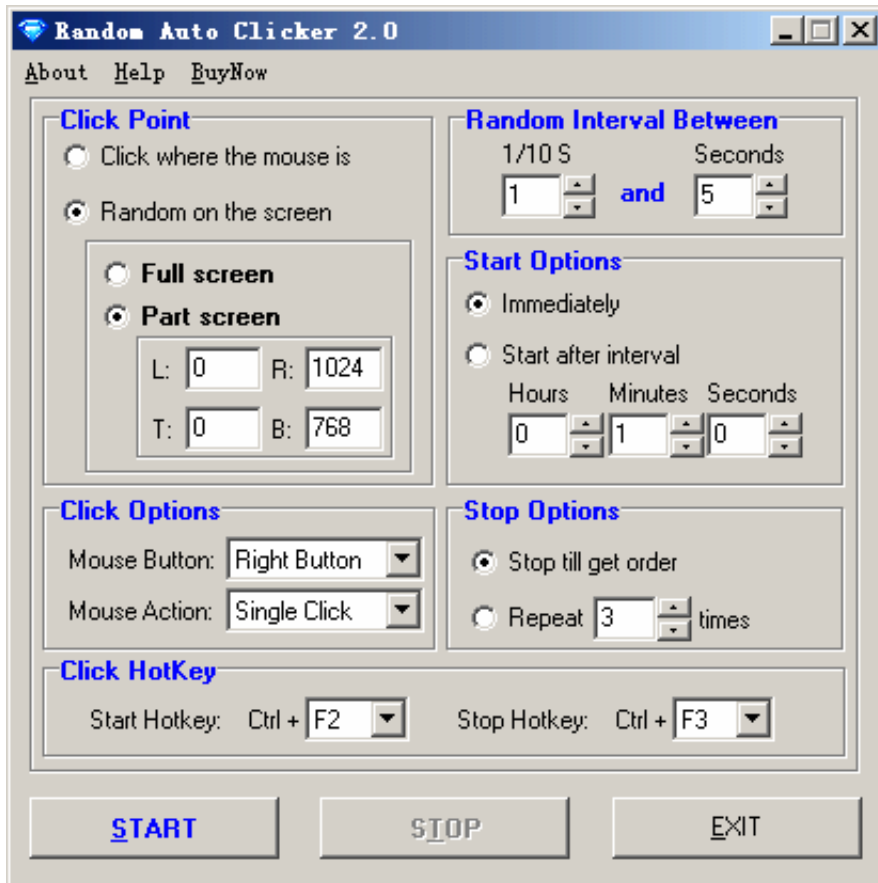 Random Auto Clicker 2.0
About Help BuyNow
Click Point
Click where the mouse is
Random on the screen
Full screen
Part screen
L: 0 R: 1024
T: 0 B: 768
Random Interval Between
1/10 S Seconds
1 and 5
Start Options
Immediately
Start after interval
Hours Minutes Seconds
0 1 0
Click Options
Mouse Button: Right Button
Mouse Action: Single Click
Stop Options
Stop till get order
Repeat 3 times
Click HotKey
Start Hotkey: Ctrl + F2 Stop Hotkey: Ctrl + F3
START STOP EXIT